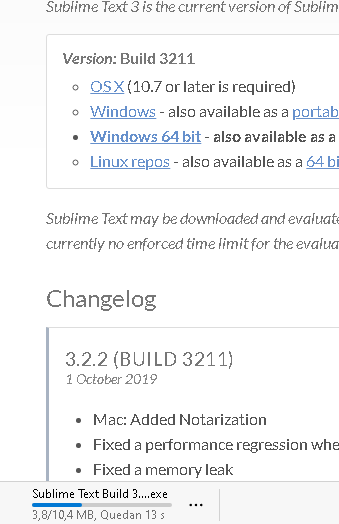 Sublime Text 3 is the current version of Sublim
Version: Build 3211
OS X (10.7 or later is required)
Windows - also available as a portab
Windows 64 bit - also available as a
Linux repos - also available as a 64 bi
Sublime Text may be downloaded and evaluate
currently no enforced time limit for the evalua
Changelog
3.2.2 (BUILD 3211)
1 October 2019
Mac: Added Notarization
Fixed a performance regression whe
Fixed a memory leak
Sublime Text Build 3....exe
3,8/10,4 MB, Quedan 13 s